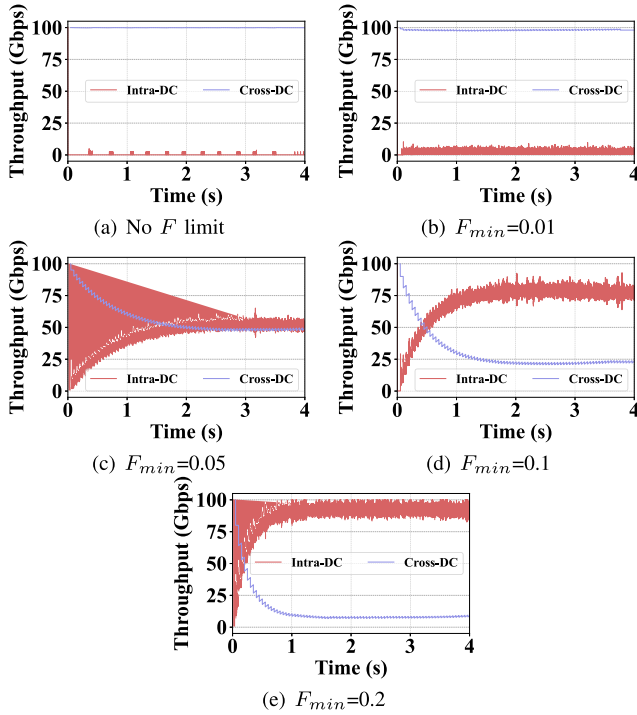 Throughput (Gbps)
100
75
50
25
0
Intra-DC
Cross-DC
0 1 2 3 4
Time (s)
(a) No F limit
Throughput (Gbps)
100
75
50
25
0
Intra-DC
Cross-DC
0 1 2 3 4
Time (s)
(b) F_min=0.01
Throughput (Gbps)
100
75
50
25
0
Intra-DC
Cross-DC
0 1 2 3 4
Time (s)
(c) F_min=0.05
Throughput (Gbps)
100
75
50
25
0
Intra-DC
Cross-DC
0 1 2 3 4
Time (s)
(d) F_min=0.1
Throughput (Gbps)
100
75
50
25
0
Intra-DC
Cross-DC
0 1 2 3 4
Time (s)
(e) F_min=0.2